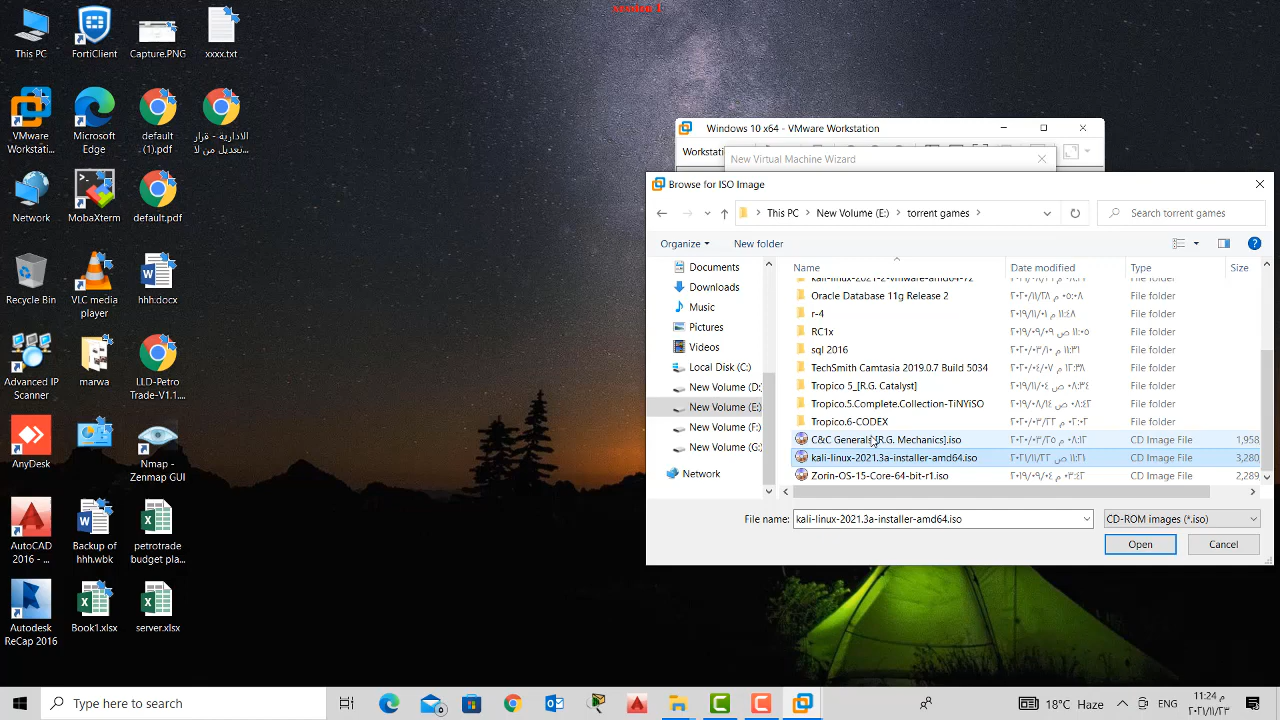 session 1
This PC
FortiClient
Capture.PNG
xxxx.txt
VMware
Workstati...
Microsoft
Edge
default
(1).pdf
الادارية - قرار
تعديل من لا...
Network
MobaXterm
default.pdf
Recycle Bin
VLC media
player
hhh.docx
Advanced IP
Scanner
marwa
LLD-Petro
Trade-V1.1...
AnyDesk
Nmap -
Zenmap GUI
AutoCAD
2016 - ...
Backup of
hhh.wbk
petrotrade
budget pla...
Autodesk
ReCap 2016
Book1.xlsx
server.xlsx
Windows 10 x64 - VMware Workstation
Workstati
New Virtual Machine Wizard
Browse for ISO Image
This PC > New Volume (E:) > torrent games >
Search torrent games
Organize
New folder
Name
Date modified
Type
Size
Documents
Downloads
Music
Pictures
Videos
Local Disk (C:)
New Volume (D:
New Volume (E:)
New Volume (F:)
New Volume (G:
Network
File folder
Oracle Database 11g Release 2
File folder
r-4
File folder
RC1x
File folder
sql 2016
File folder
Techsmith Camtasia 2019.0.7 build 5034
File folder
Tropico 5_[R.G. Catalyst]
File folder
Tropico.5.Complete.Collection-TiNYiSO
File folder
File folder
CD Image File 1,958
kali-linux-2021.3a-installer-amd64.iso
CD Image File 3,280
Zorin-OS-15-Core-64-bit-r1.iso
CD Image File 2,289
File name:
kali-linux-2021.3a-installer-amd64.iso
CD-ROM images (*.iso)
Open
Cancel
Type here to search
18°C Haze
11:24 م